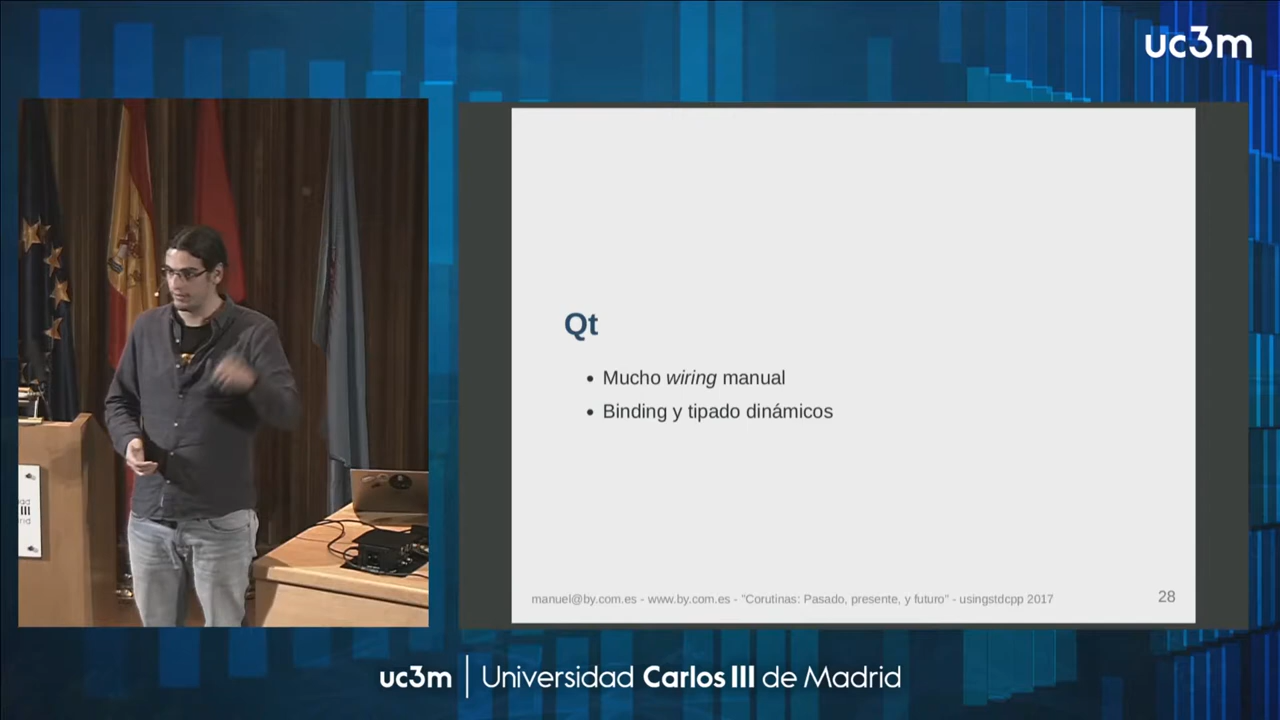 uc3m
Qt
• Mucho wiring manual
• Binding y tipado dinámicos
manuel@by.com.es - www.by.com.es - "Corutinas: Pasado, presente, y futuro" - usingstdcpp 2017
28
III
uc3m | Universidad Carlos III de Madrid